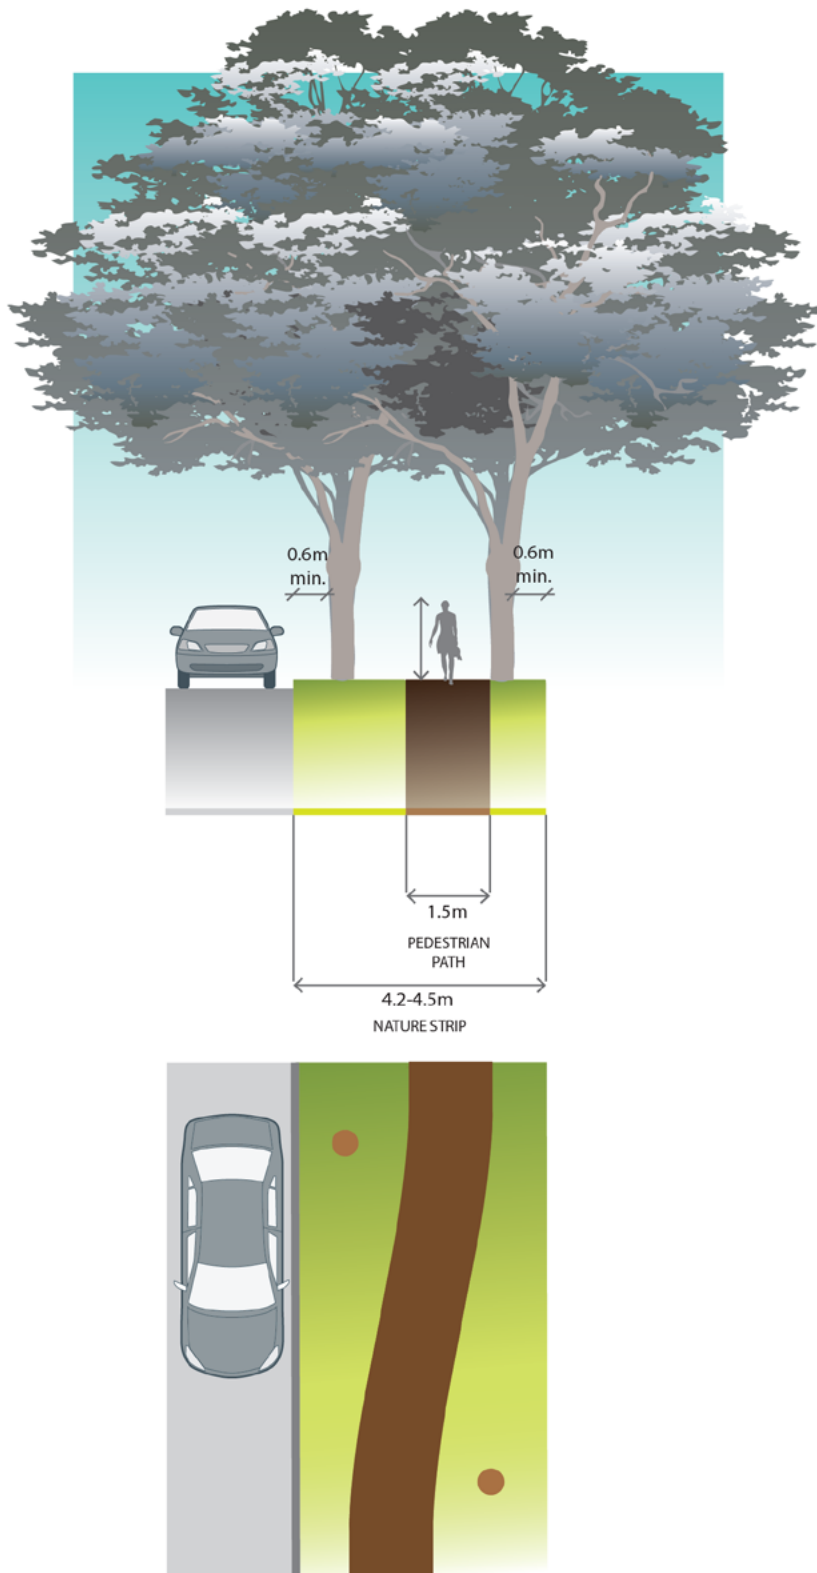 0.6m
min.
0.6m
min.
1.5m
PEDESTRIAN
PATH
4.2-4.5m
NATURE STRIP